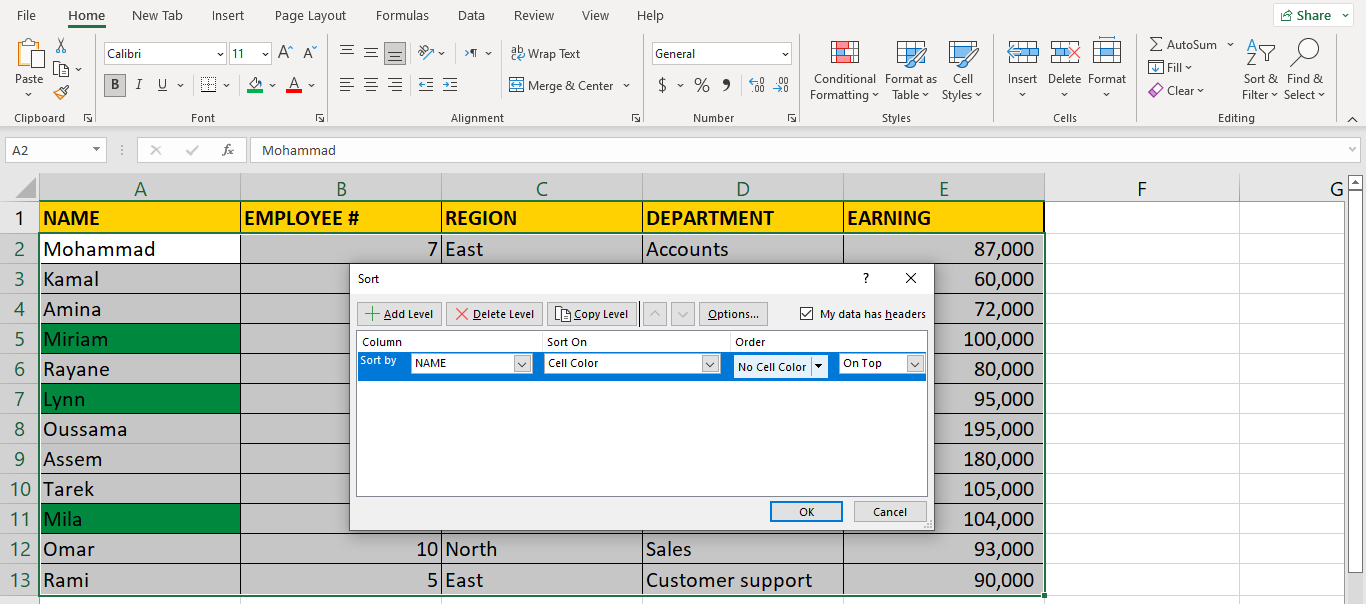 File Home New Tab Insert Page Layout Formulas Data Review View Help Share
Calibri 11 A^ A˅ ab Wrap Text General AutoSum
Paste B I U A Merge & Center $ % 9 .00 Conditional Formatting Format as Table Cell Styles Insert Delete Format Fill Sort & Filter Find & Select
Clear
Clipboard Font Alignment Number Styles Cells Editing
A2 fx Mohammad
A B C D E F G
1 NAME EMPLOYEE # REGION DEPARTMENT EARNING
2 Mohammad 7 East Accounts 87,000
3 Kamal 60,000
4 Amina 72,000
5 Miriam 100,000
6 Rayane 80,000
7 Lynn 95,000
8 Oussama 195,000
9 Assem 180,000
10 Tarek 105,000
11 Mila 104,000
12 Omar 10 North Sales 93,000
13 Rami 5 East Customer support 90,000
Sort ?
Add Level Delete Level Copy Level Options... My data has headers
Column Sort On Order
Sort by NAME Cell Color No Cell Color On Top
OK Cancel